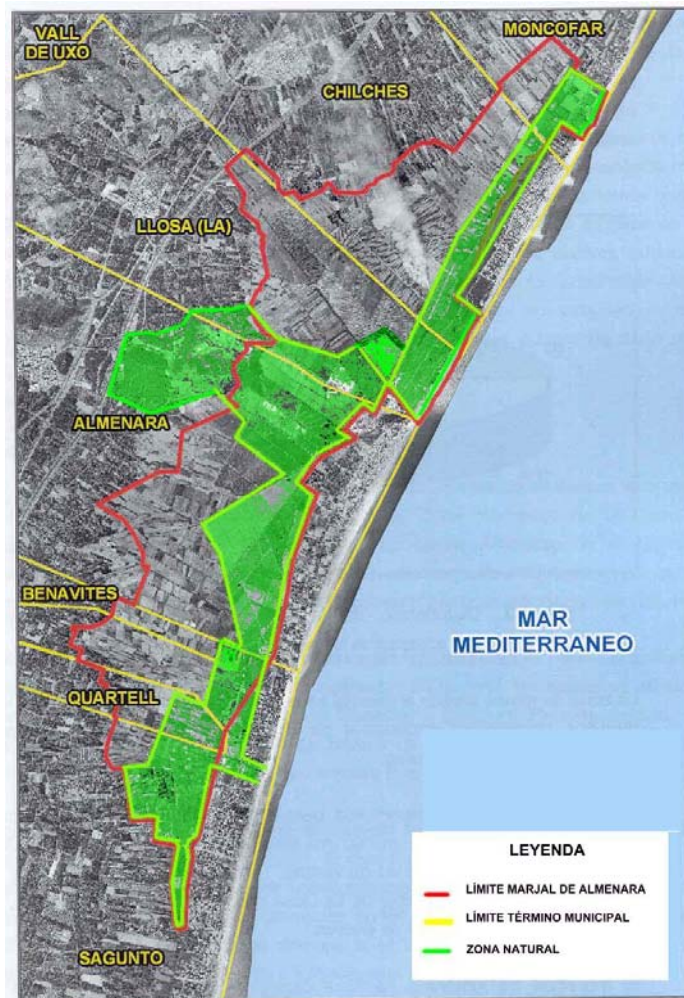 VALL
DE UXO
MONCOFAR
CHILCHES
LLOSA (LA)
ALMENARA
BENAVITES
MAR
MEDITERRANEO
QUARTELL
SAGUNTO
LEYENDA
LÍMITE MARJAL DE ALMENARA
LÍMITE TÉRMINO MUNICIPAL
ZONA NATURAL